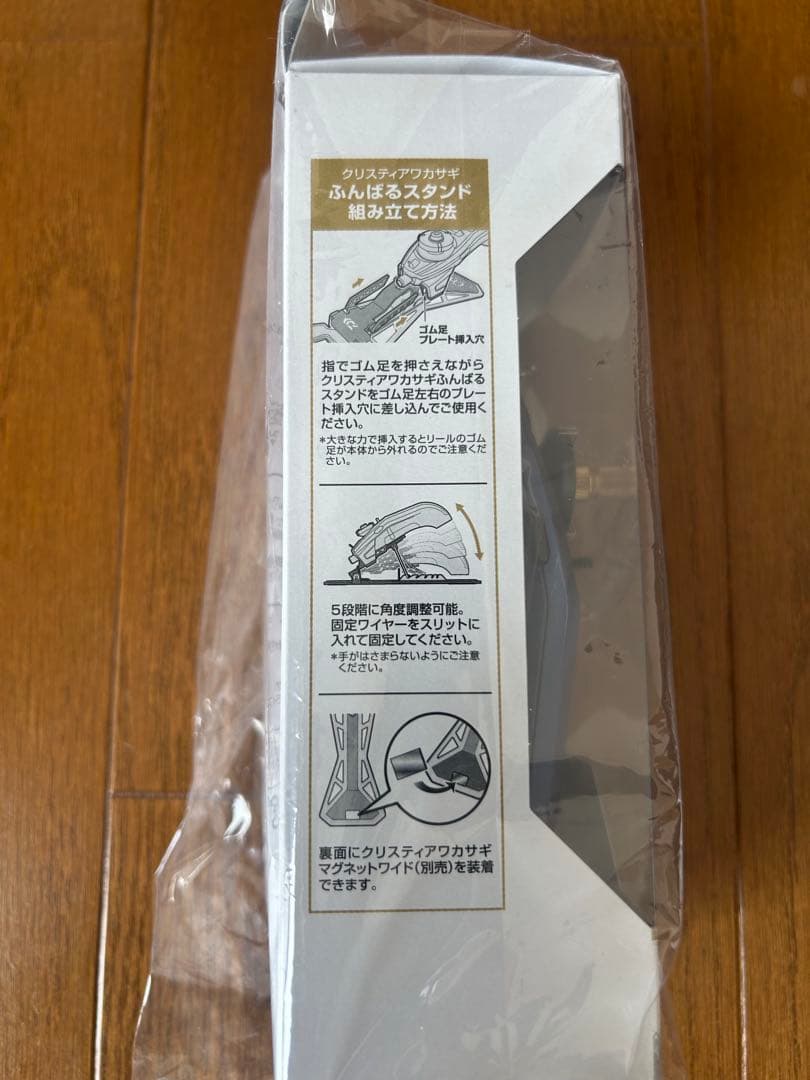 クリスティアワカサギ
ふんばるスタンド
組み立て方法
ゴム足
プレート挿入穴
指でゴム足を押さえながら
クリスティアワカサギふんばる
スタンドをゴム足左右のプレー
ト挿入穴に差し込んでご使用く
ださい。
*大きな力で挿入するとリールのゴム
足が本体から外れるのでご注意くだ
さい。
5段階に角度調整可能。
固定ワイヤーをスリットに
入れて固定してください。
*手がはさまらないようにご注意
ください。
裏面にクリスティアワカサギ
マグネットワイド(別売)を装着
できます。